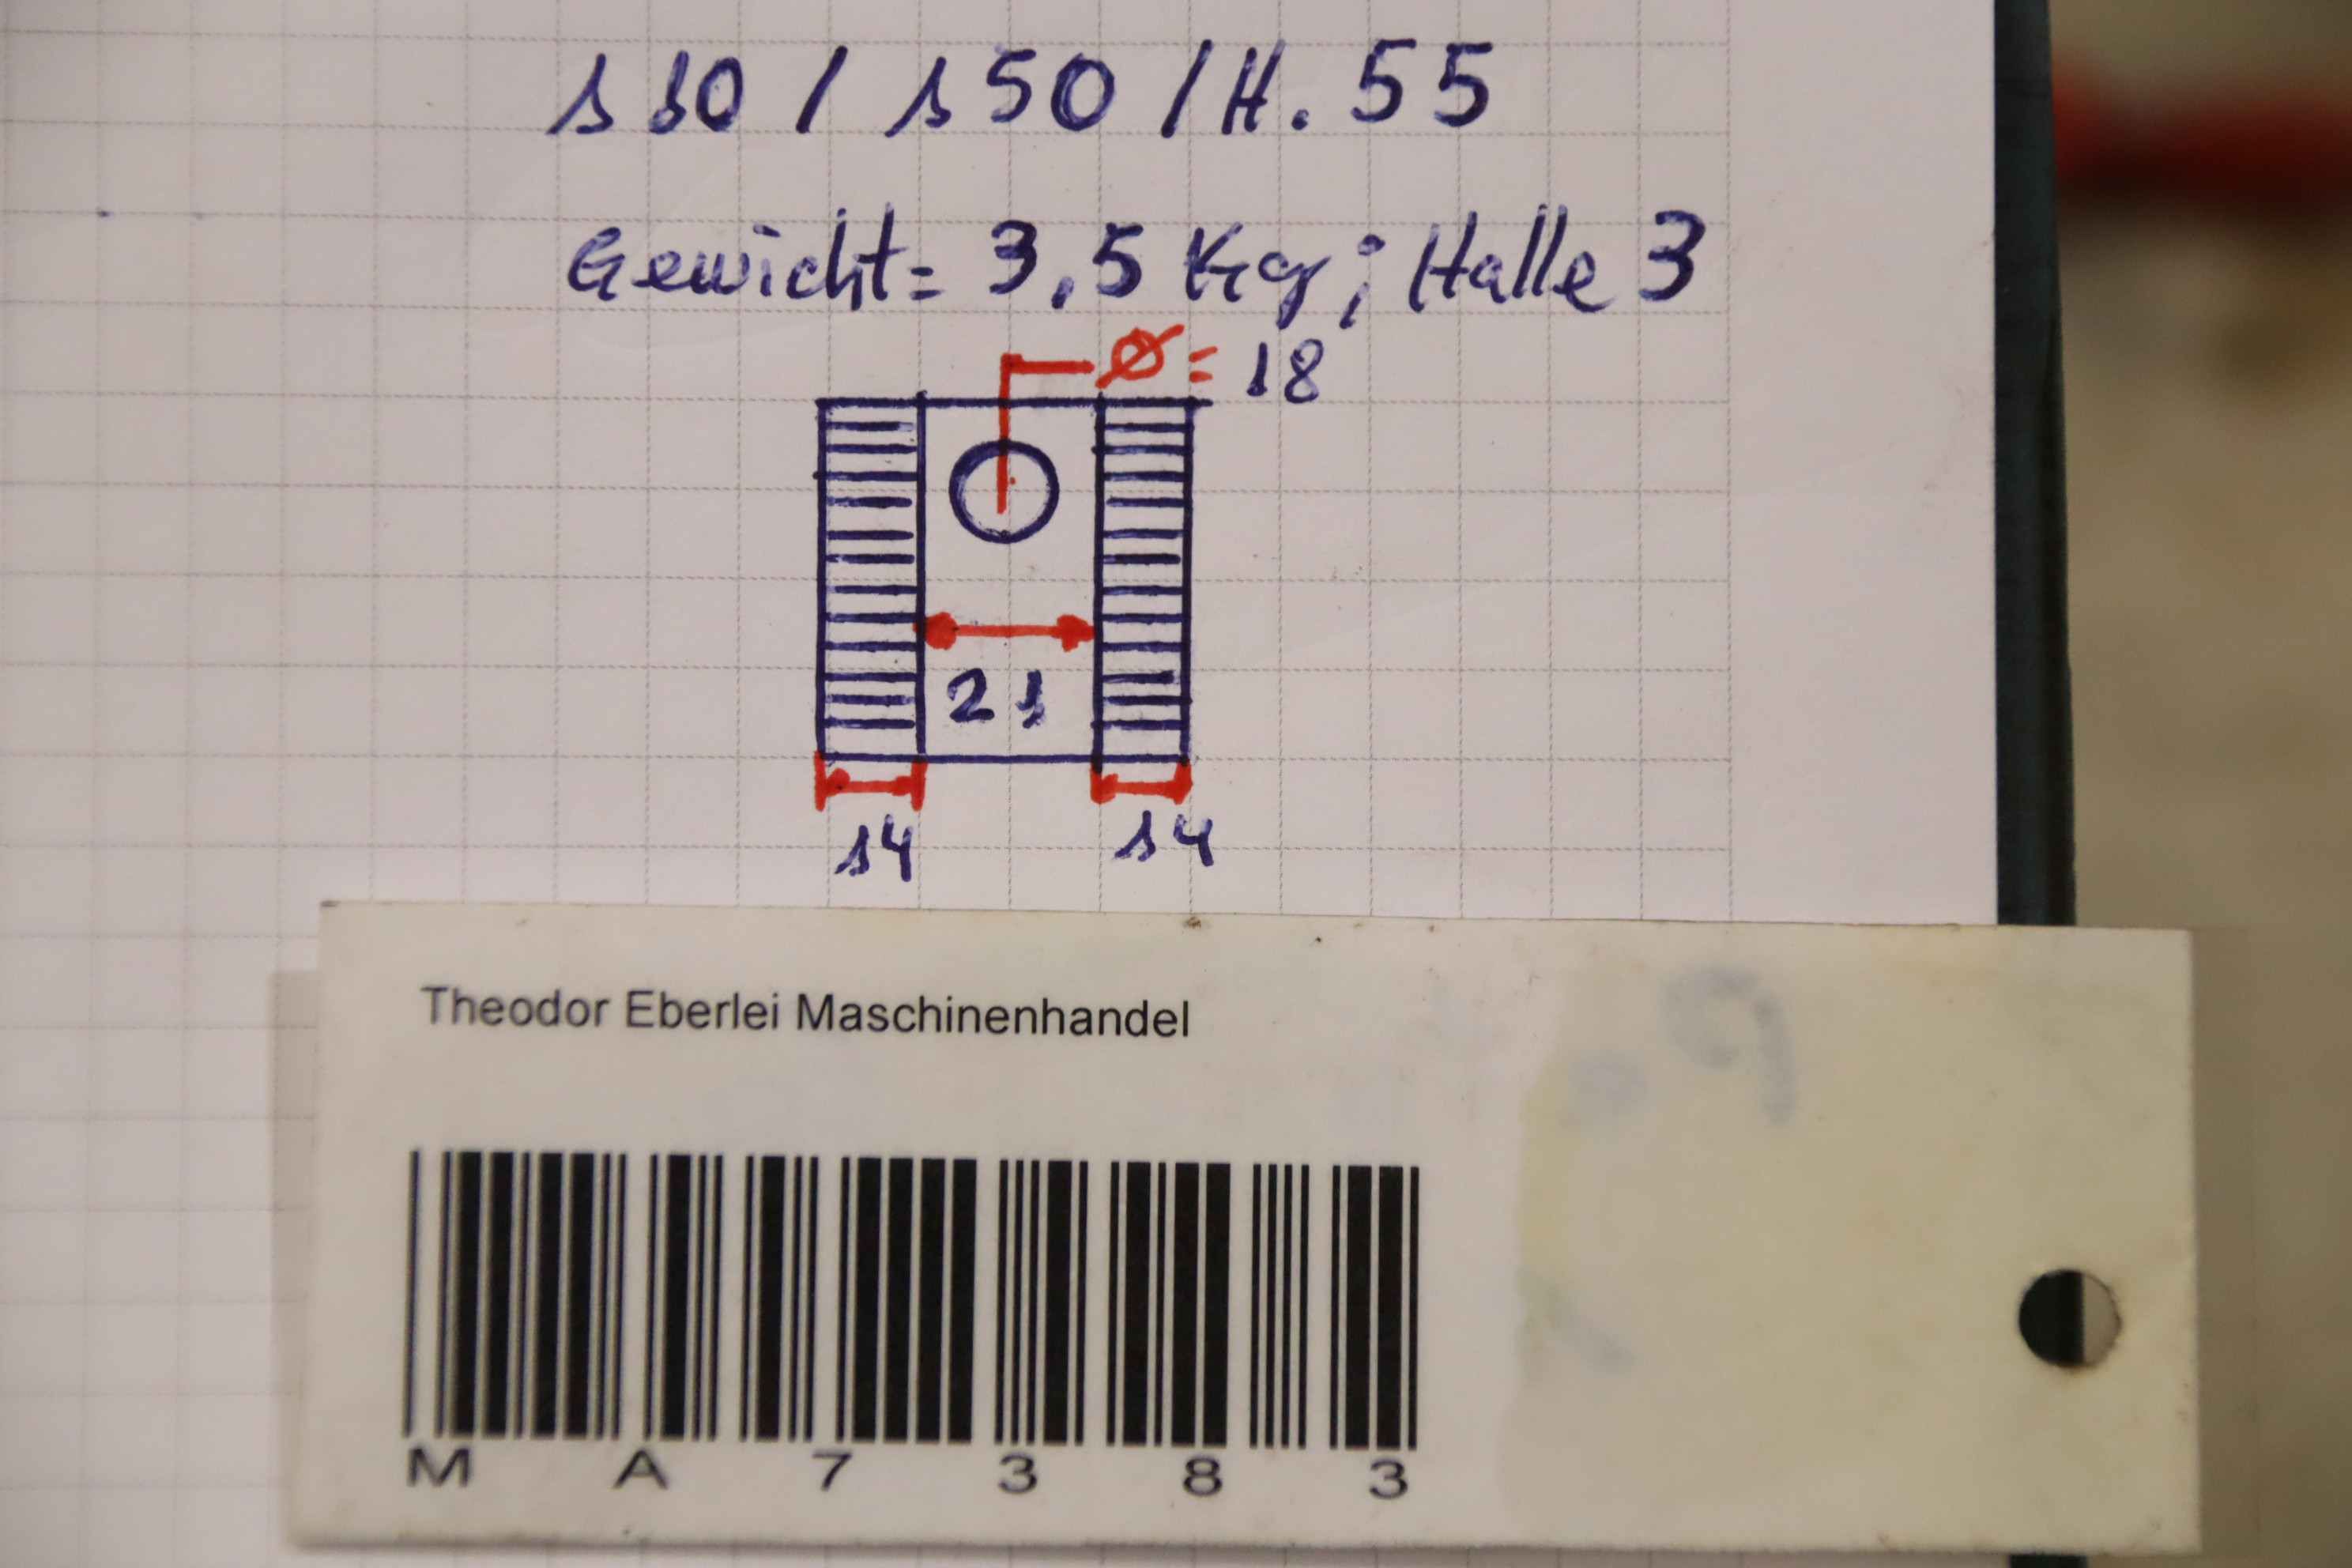 110 / 150 / H. 55
Gewicht= 3,5 Kg; Halle 3
Ø= 18
21
14 14
Theodor Eberlei Maschinenhandel
M A 7 3 8 3